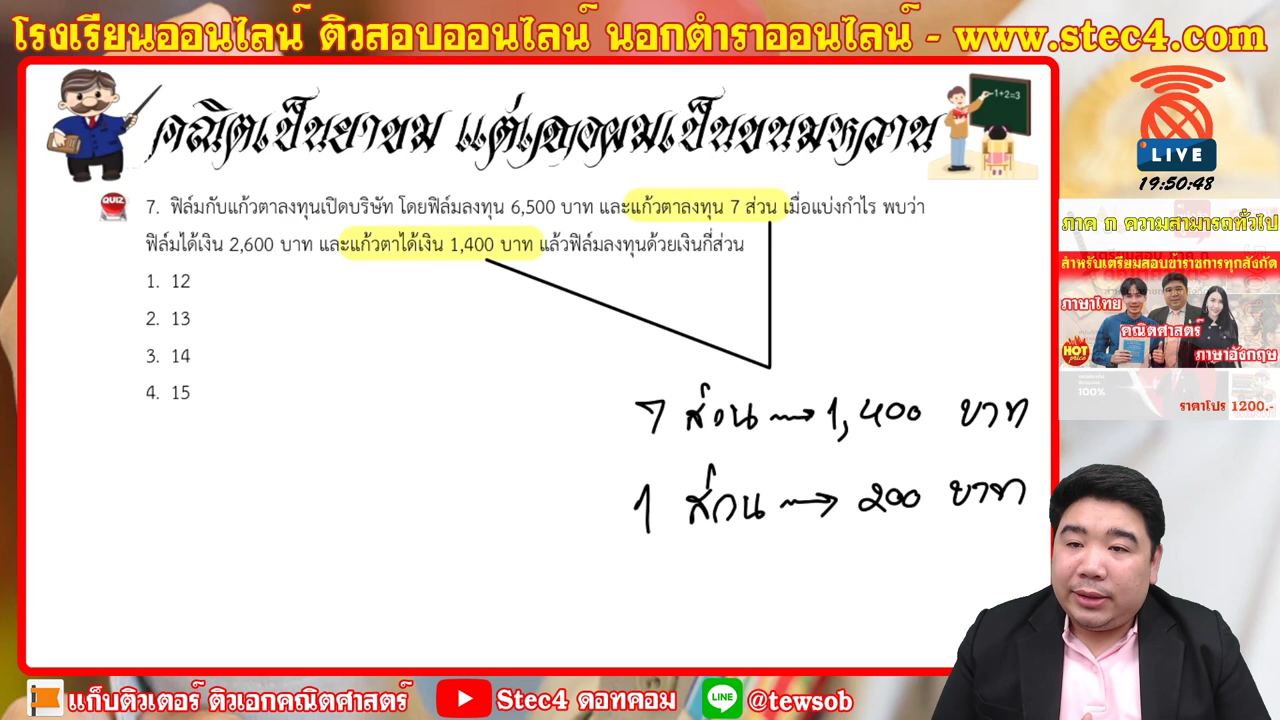 โรงเรียนออนไลน์ ติวสอบออนไลน์ นอกตำราออนไลน์ - www.stec4.com
คณิตเป็นยาขม แต่เจอผมเป็นขนมหวาน
1+2=3
LIVE
19:50:48
QUIZ
7. ฟิล์มกับแก้วตาลงทุนเปิดบริษัท โดยฟิล์มลงทุน 6,500 บาท และแก้วตาลงทุน 7 ส่วน เมื่อแบ่งกำไร พบว่า
ฟิล์มได้เงิน 2,600 บาท และแก้วตาได้เงิน 1,400 บาท แล้วฟิล์มลงทุนด้วยเงินกี่ส่วน
1. 12
2. 13
3. 14
4. 15
7 ส่วน → 1,400 บาท
1 ส่วน → 200 บาท
ภาค ก ความสามารถทั่วไป
สำหรับเตรียมสอบข้าราชการทุกสังกัด
ภาษาไทย
คณิตศาสตร์
ภาษาอังกฤษ
HOT
price
100%
ราคาโปร 1200.-
แก็บติวเตอร์ ติวเอกคณิตศาสตร์
Stec4 ดอทคอม
LINE
@tewsob